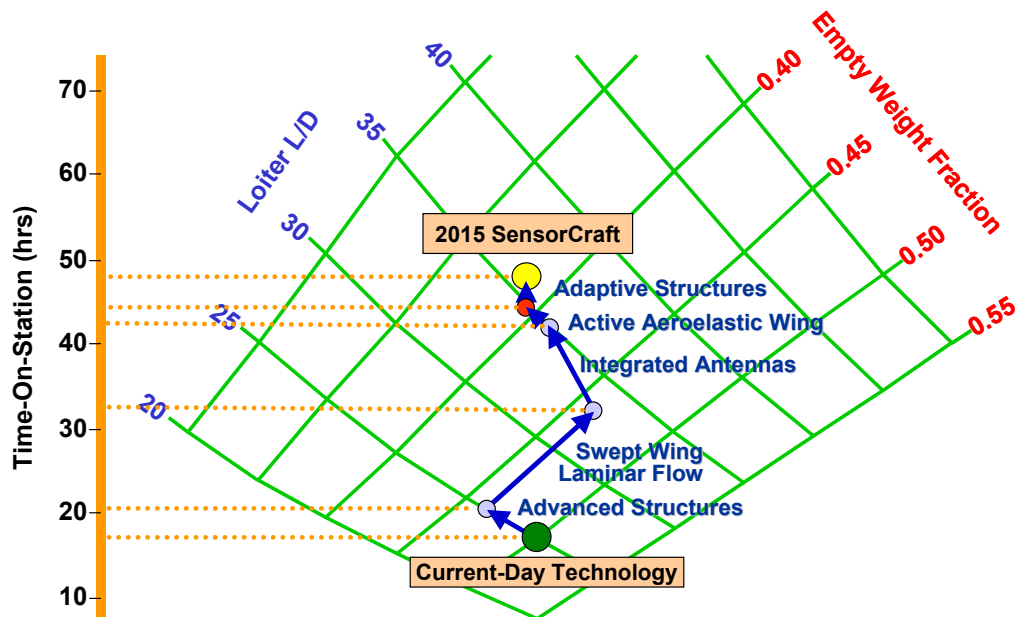 Time-On-Station (hrs)
70
60
50
40
30
20
10
Loiter L/D
40
35
30
25
20
Empty Weight Fraction
0.40
0.45
0.50
0.55
2015 SensorCraft
Adaptive Structures
Active Aeroelastic Wing
Integrated Antennas
Swept Wing
Laminar Flow
Advanced Structures
Current-Day Technology